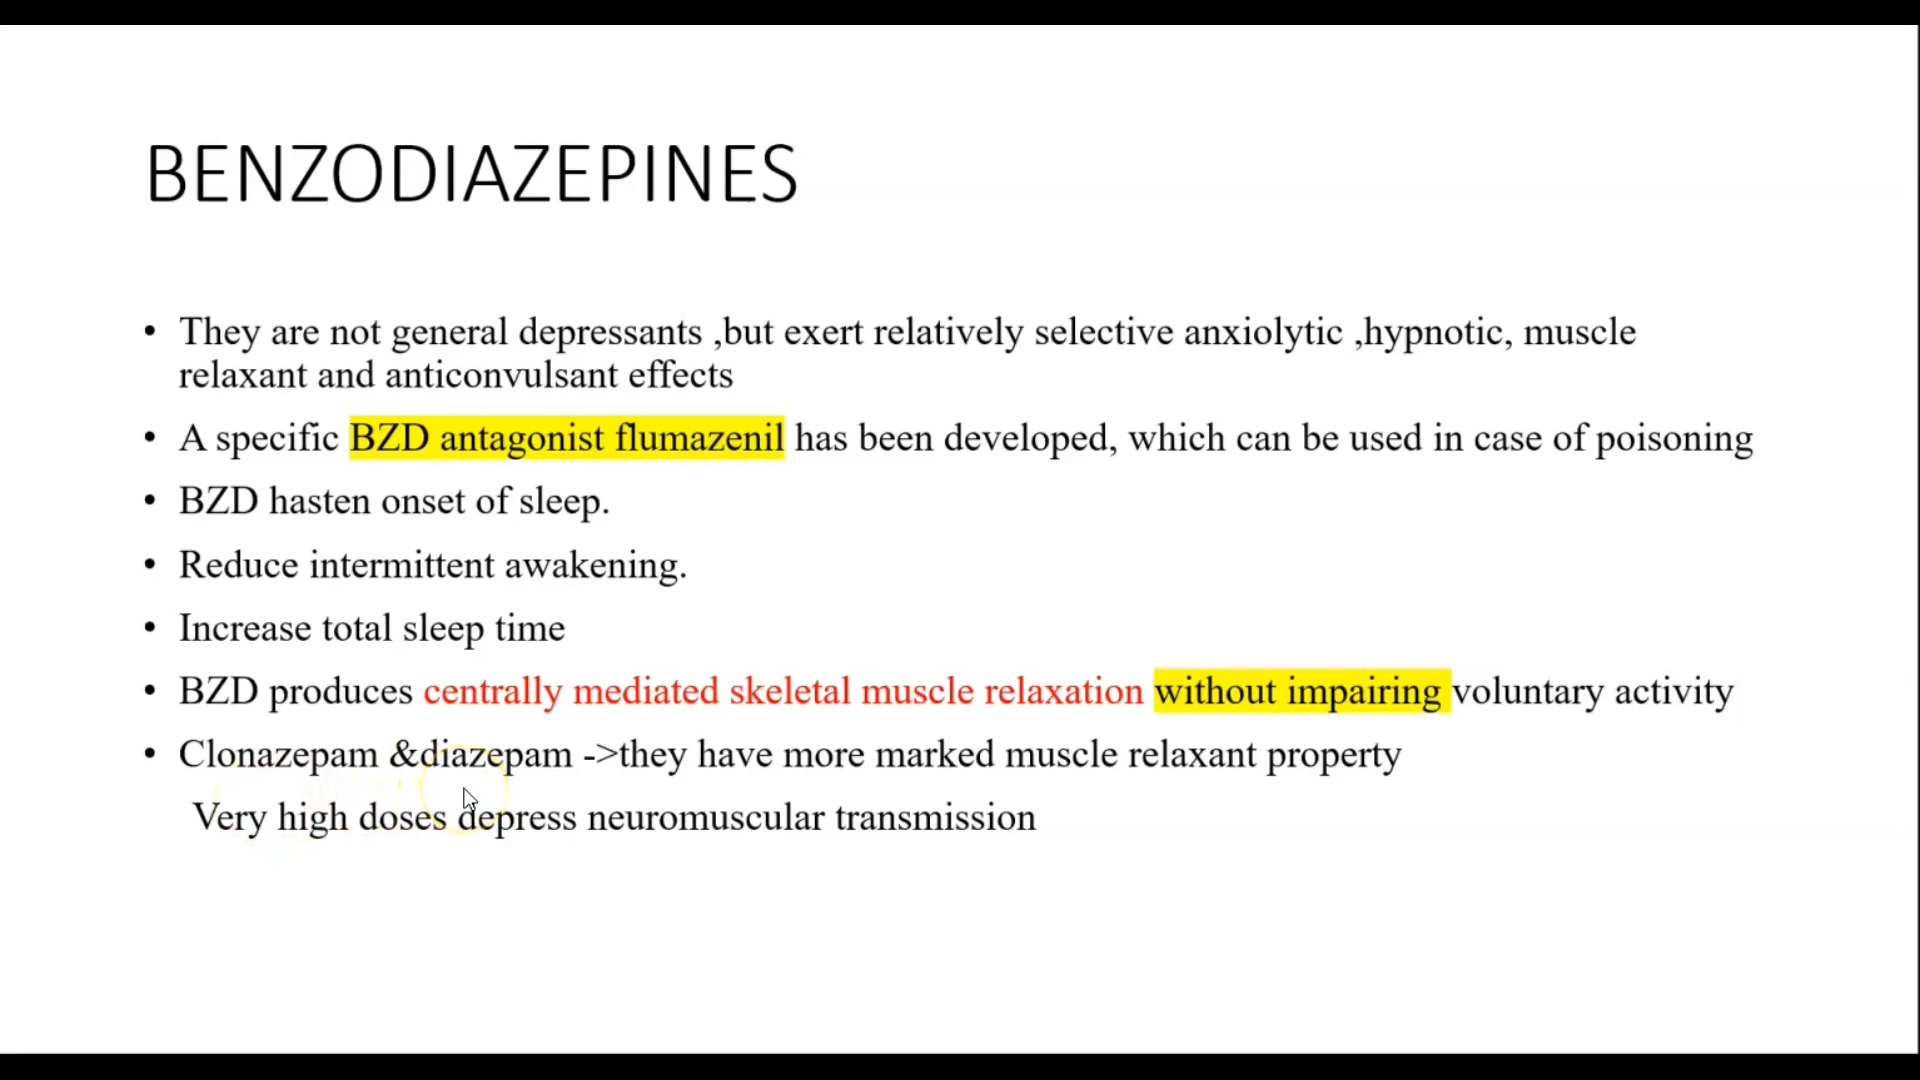 BENZODIAZEPINES
• They are not general depressants ,but exert relatively selective anxiolytic ,hypnotic, muscle
relaxant and anticonvulsant effects
• A specific BZD antagonist flumazenil has been developed, which can be used in case of poisoning
• BZD hasten onset of sleep.
• Reduce intermittent awakening.
• Increase total sleep time
• BZD produces centrally mediated skeletal muscle relaxation without impairing voluntary activity
• Clonazepam &diazepam ->they have more marked muscle relaxant property
Very high doses depress neuromuscular transmission